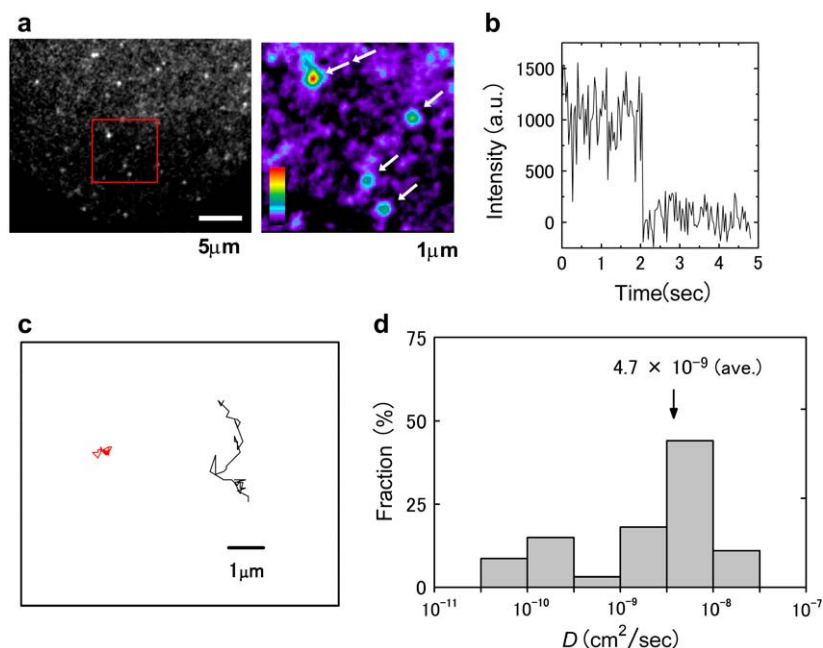 a
5μm
1μm
b
Intensity (a.u.)
1500
1000
500
0
0 1 2 3 4 5
Time(sec)
c
1μm
d
Fraction (%)
75
50
25
0
4.7 × 10⁻⁹ (ave.)
10⁻¹¹ 10⁻¹⁰ 10⁻⁹ 10⁻⁸ 10⁻⁷
D (cm²/sec)